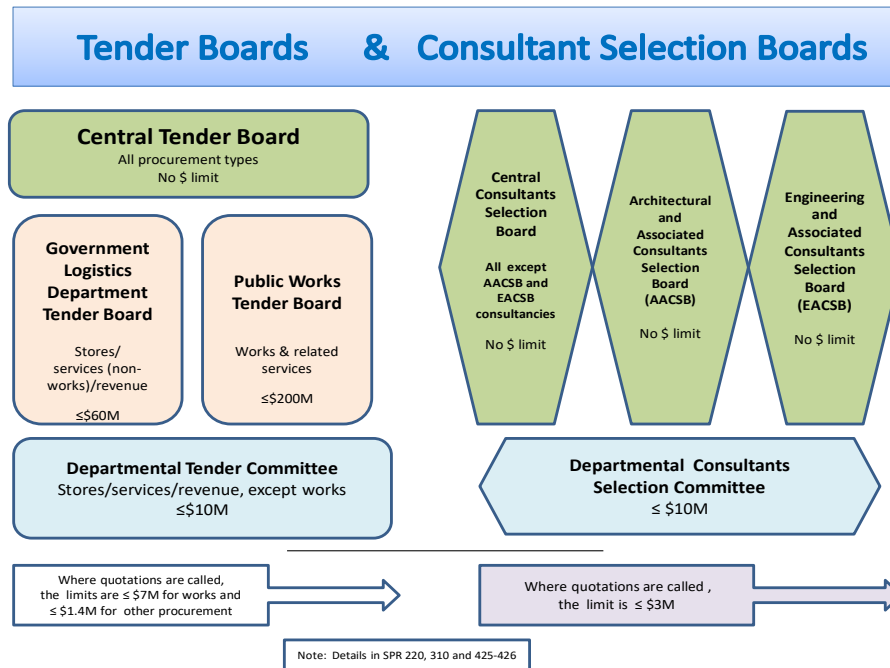 Tender Boards & Consultant Selection Boards
Central Tender Board
All procurement types
No $ limit
Government
Logistics
Department
Tender Board
Stores/
services (non-
works)/revenue
≤$60M
Public Works
Tender Board
Works & related
services
≤$200M
Central
Consultants
Selection
Board
All except
AACSB and
EACSB
consultancies
No $ limit
Architectural
and
Associated
Consultants
Selection
Board
(AACSB)
No $ limit
Engineering
and
Associated
Consultants
Selection
Board
(EACSB)
No $ limit
Departmental Tender Committee
Stores/services/revenue, except works
≤$10M
Departmental Consultants
Selection Committee
≤ $10M
Where quotations are called,
the limits are ≤ $7M for works and
≤ $1.4M for other procurement
Where quotations are called ,
the limit is ≤ $3M
Note: Details in SPR 220, 310 and 425-426